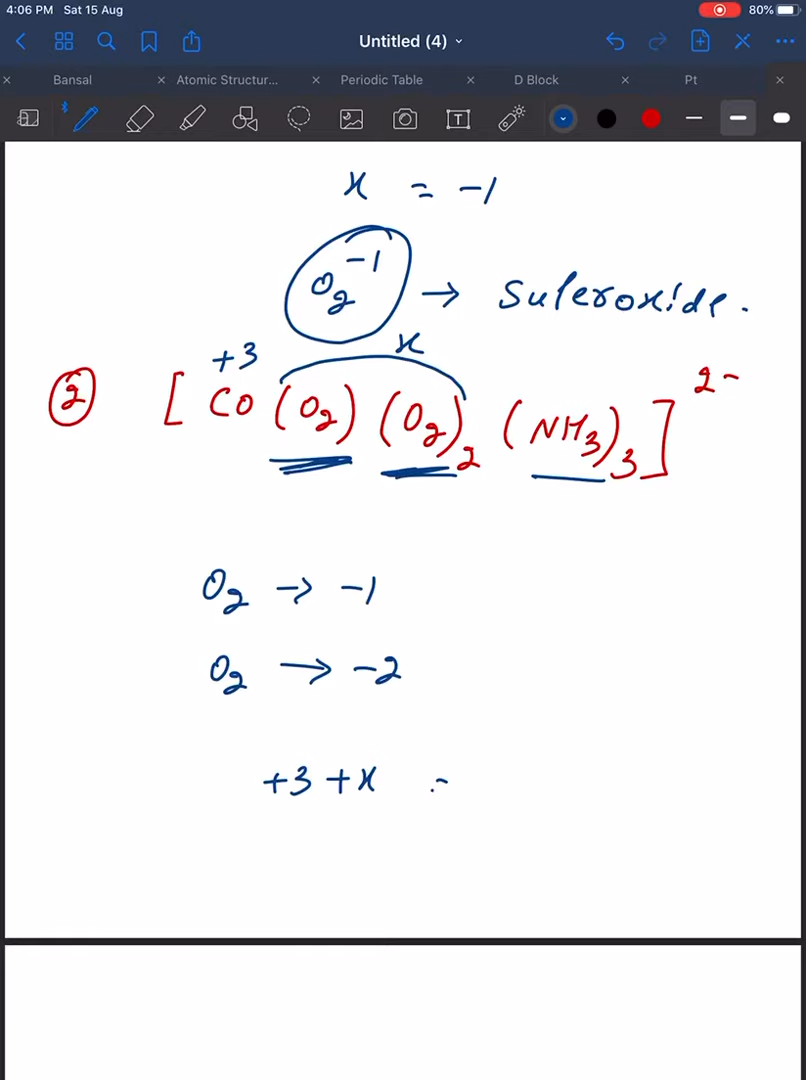 4:06 PM Sat 15 Aug 80%
Untitled (4)
Bansal Atomic Structur... Periodic Table D Block Pt
T
x = -1
O₂⁻¹ → Suleroxide.
+3 x
② [CO(O₂)(O₂)₂(NH₃)₃]²⁻
O₂ → -1
O₂ → -2
+3 + x =